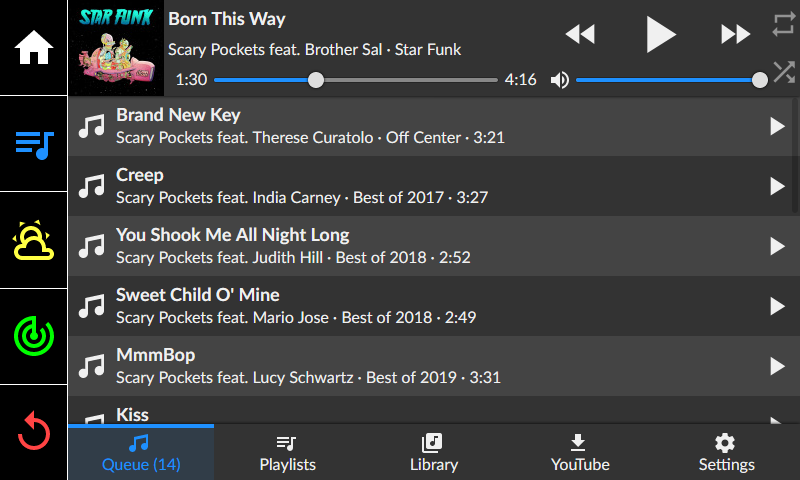 STAR FUNK
Born This Way
Scary Pockets feat. Brother Sal · Star Funk
1:30
4:16
Brand New Key
Scary Pockets feat. Therese Curatolo · Off Center · 3:21
Creep
Scary Pockets feat. India Carney · Best of 2017 · 3:27
You Shook Me All Night Long
Scary Pockets feat. Judith Hill · Best of 2018 · 2:52
Sweet Child O' Mine
Scary Pockets feat. Mario Jose · Best of 2018 · 2:49
MmmBop
Scary Pockets feat. Lucy Schwartz · Best of 2019 · 3:31
Kiss
Queue (14)
Playlists
Library
YouTube
Settings